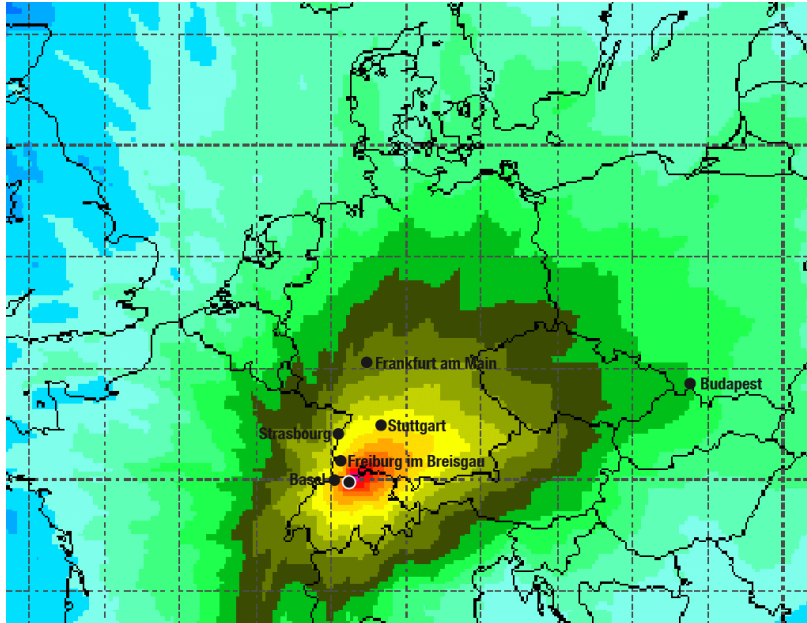 Frankfurt am Main
Budapest
Stuttgart
Strasbourg
Freiburg im Breisgau
Basel